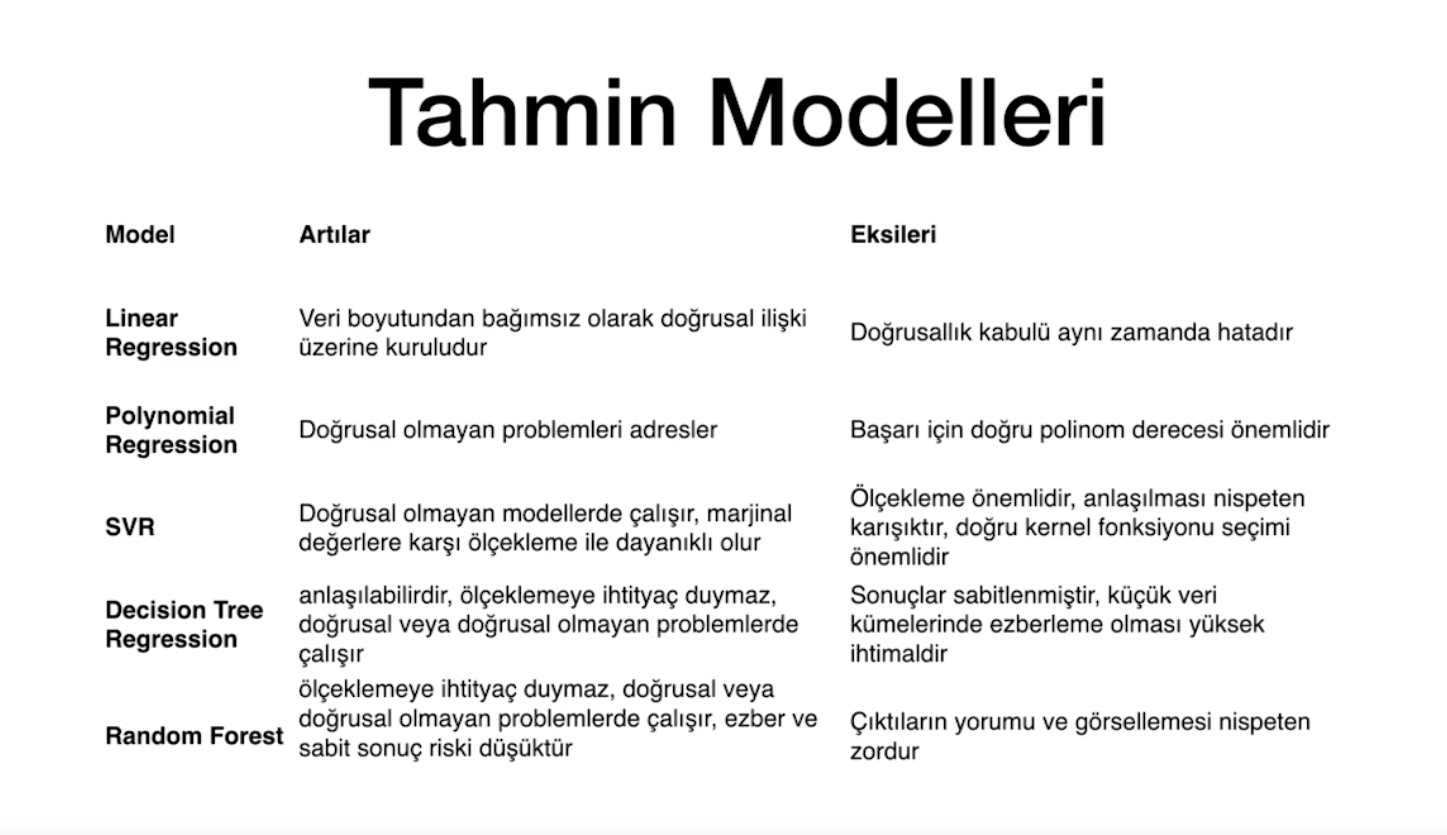 Tahmin Modelleri
Model
Artılar
Eksileri
Linear
Regression
Veri boyutundan bağımsız olarak doğrusal ilişki
üzerine kuruludur
Doğrusallık kabulü aynı zamanda hatadır
Polynomial
Regression
Doğrusal olmayan problemleri adresler
Başarı için doğru polinom derecesi önemlidir
SVR
Doğrusal olmayan modellerde çalışır, marjinal
değerlere karşı ölçekleme ile dayanıklı olur
Ölçekleme önemlidir, anlaşılması nispeten
karışıktır, doğru kernel fonksiyonu seçimi
önemlidir
Decision Tree
Regression
anlaşılabilirdir, ölçeklemeye ihtityaç duymaz,
doğrusal veya doğrusal olmayan problemlerde
çalışır
Sonuçlar sabitlenmiştir, küçük veri
kümelerinde ezberleme olması yüksek
ihtimaldir
Random Forest
ölçeklemeye ihtityaç duymaz, doğrusal veya
doğrusal olmayan problemlerde çalışır, ezber ve
sabit sonuç riski düşüktür
Çıktıların yorumu ve görsellemesi nispeten
zordur